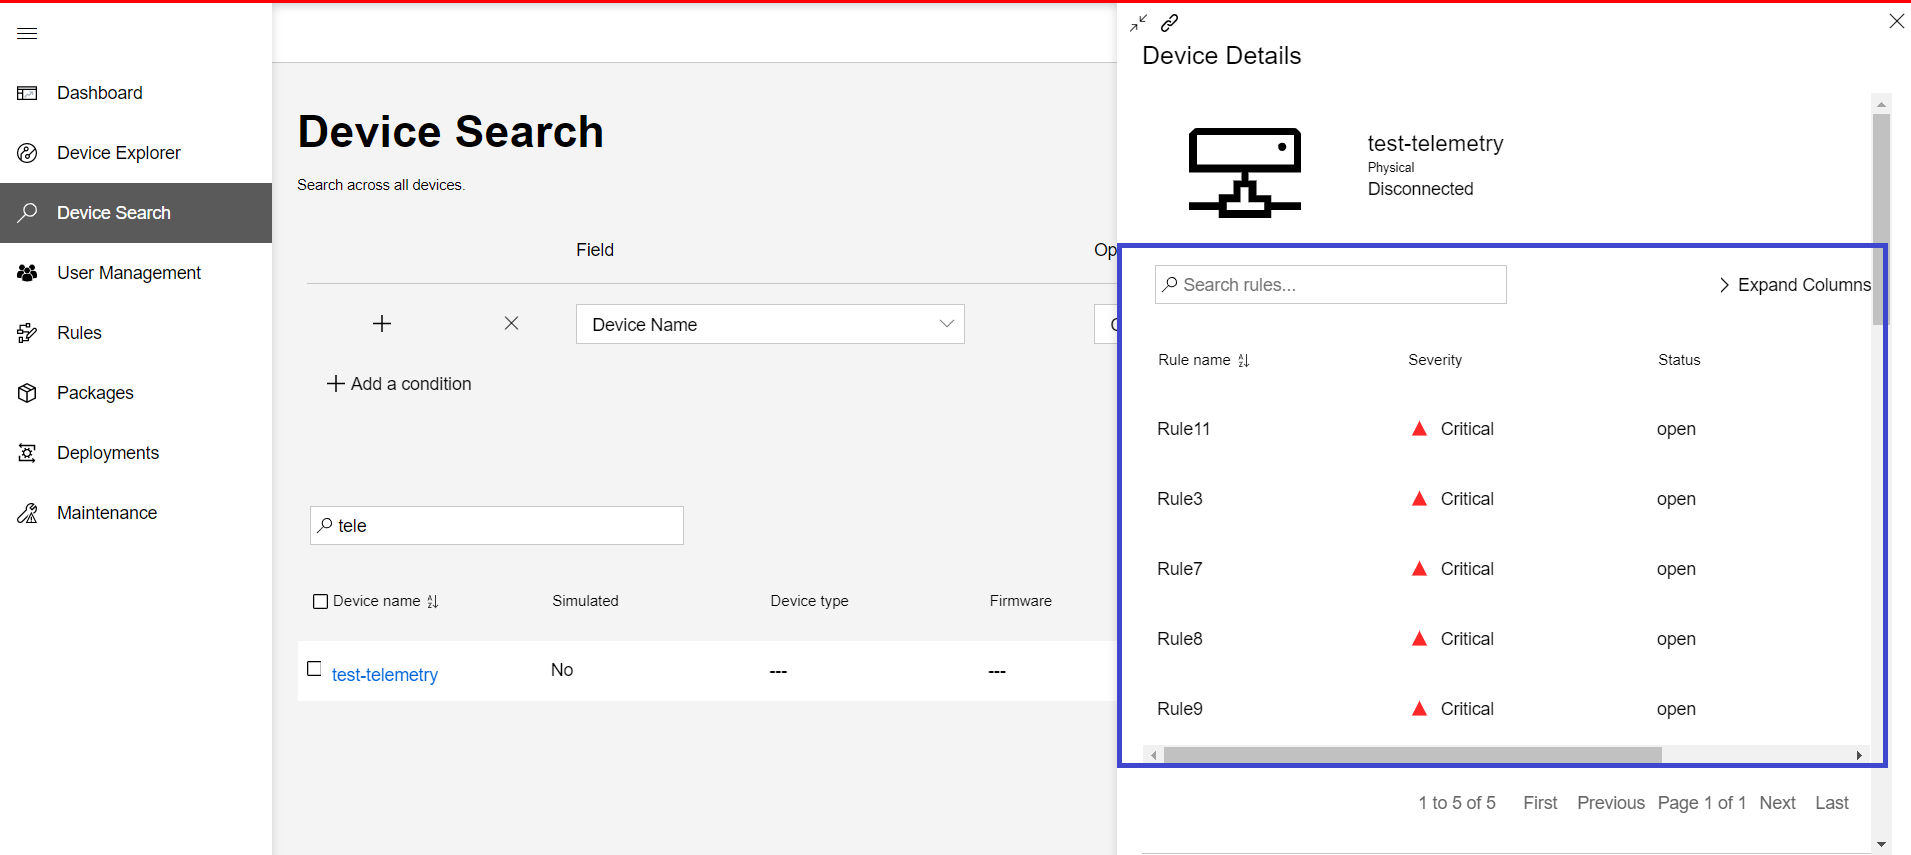 Dashboard
Device Explorer
Device Search
User Management
Rules
Packages
Deployments
Maintenance
Device Search
Search across all devices.
Field
Op
Device Name
Add a condition
tele
Device name Simulated Device type Firmware
test-telemetry No --- ---
Device Details
test-telemetry
Physical
Disconnected
Search rules... Expand Columns
Rule name Severity Status
Rule11 Critical open
Rule3 Critical open
Rule7 Critical open
Rule8 Critical open
Rule9 Critical open
1 to 5 of 5 First Previous Page 1 of 1 Next Last